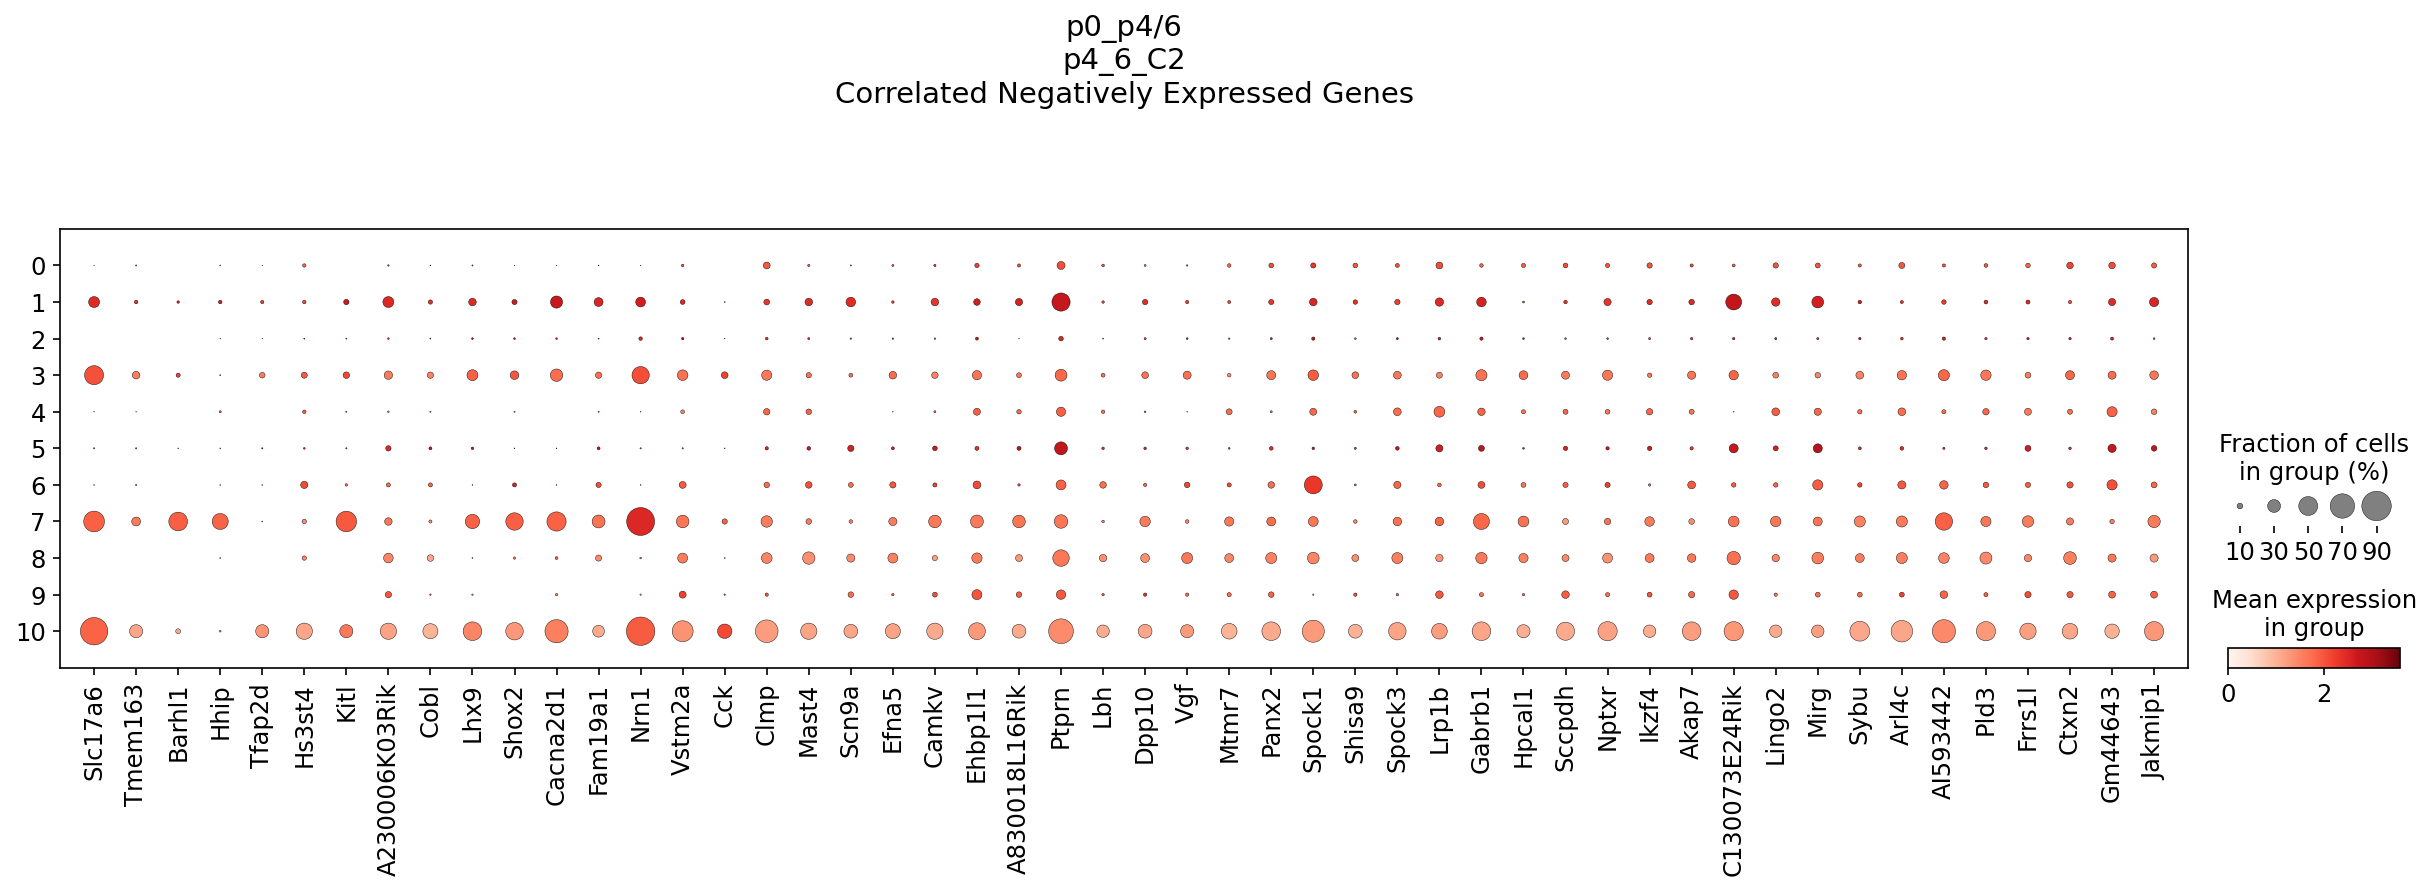 p0_p4/6
p4_6_C2
Correlated Negatively Expressed Genes
0
1
2
3
4
5
6
7
8
9
10
Slc17a6
Tmem163
Barhl1
Hhip
Tfap2d
Hs3st4
Kitl
A230006K03Rik
Cobl
Lhx9
Shox2
Cacna2d1
Fam19a1
Nrn1
Vstm2a
Cck
Clmp
Mast4
Scn9a
Efna5
Camkv
Ehbp1l1
A830018L16Rik
Ptprn
Lbh
Dpp10
Vgf
Mtmr7
Panx2
Spock1
Shisa9
Spock3
Lrp1b
Gabrb1
Hpcal1
Sccpdh
Nptxr
Ikzf4
Akap7
C130073E24Rik
Lingo2
Mirg
Sybu
Arl4c
AI593442
Pld3
Frrs1l
Ctxn2
Gm44643
Jakmip1
Fraction of cells
in group (%)
10 30 50 70 90
Mean expression
in group
0 2